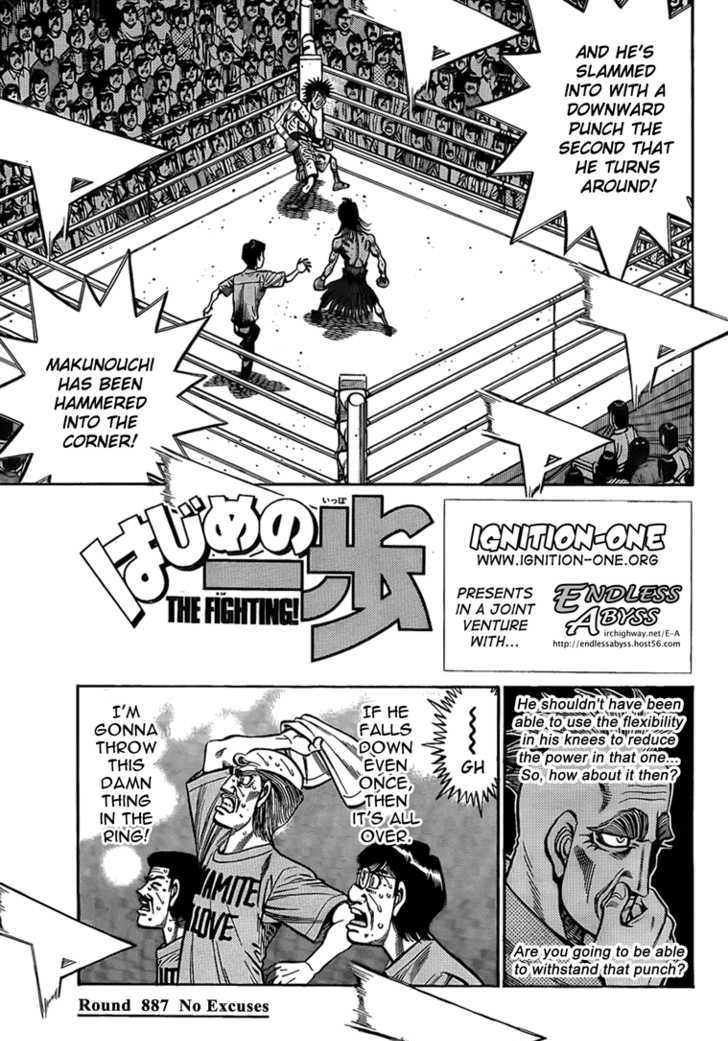 AND HE'S
SLAMMED
INTO WITH A
DOWNWARD
PUNCH THE
SECOND THAT
HE TURNS
AROUND!
MAKUNOUCHI
HAS BEEN
HAMMERED
INTO THE
CORNER!
いっぽ
はじめの一歩
THE FIGHTING!
IGNITION-ONE
WWW.IGNITION-ONE.ORG
PRESENTS
IN A JOINT
VENTURE
WITH...
ENDLESS
ABYSS
irchighway.net/E-A
http://endlessabyss.host56.com
He shouldn't have been
able to use the flexibility
in his knees to reduce
the power in that one...
So, how about it then?
Are you going to be able
to withstand that punch?
GH
IF HE
FALLS
DOWN
EVEN
ONCE,
THEN
IT'S ALL
OVER.
I'M
GONNA
THROW
THIS
DAMN
THING
IN THE
RING!
AMITE
LOVE
Round 887 No Excuses